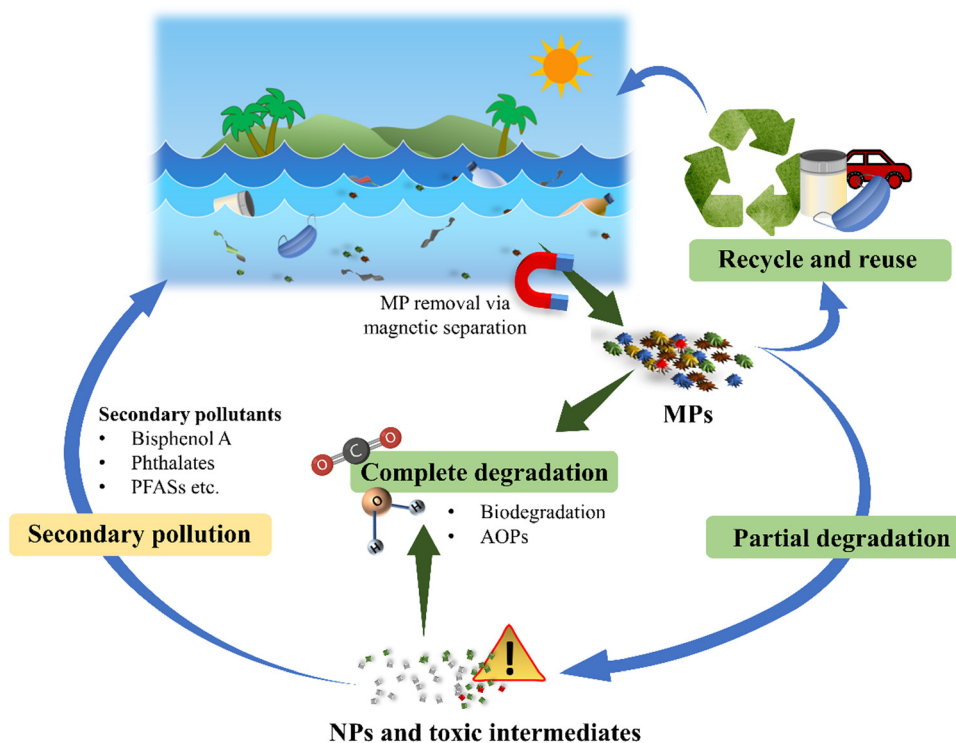 MP removal via
magnetic separation
Recycle and reuse
MPs
Secondary pollutants
• Bisphenol A
• Phthalates
• PFASs etc.
Secondary pollution
O C O
Complete degradation
O H
H
• Biodegradation
• AOPs
Partial degradation
!
NPs and toxic intermediates